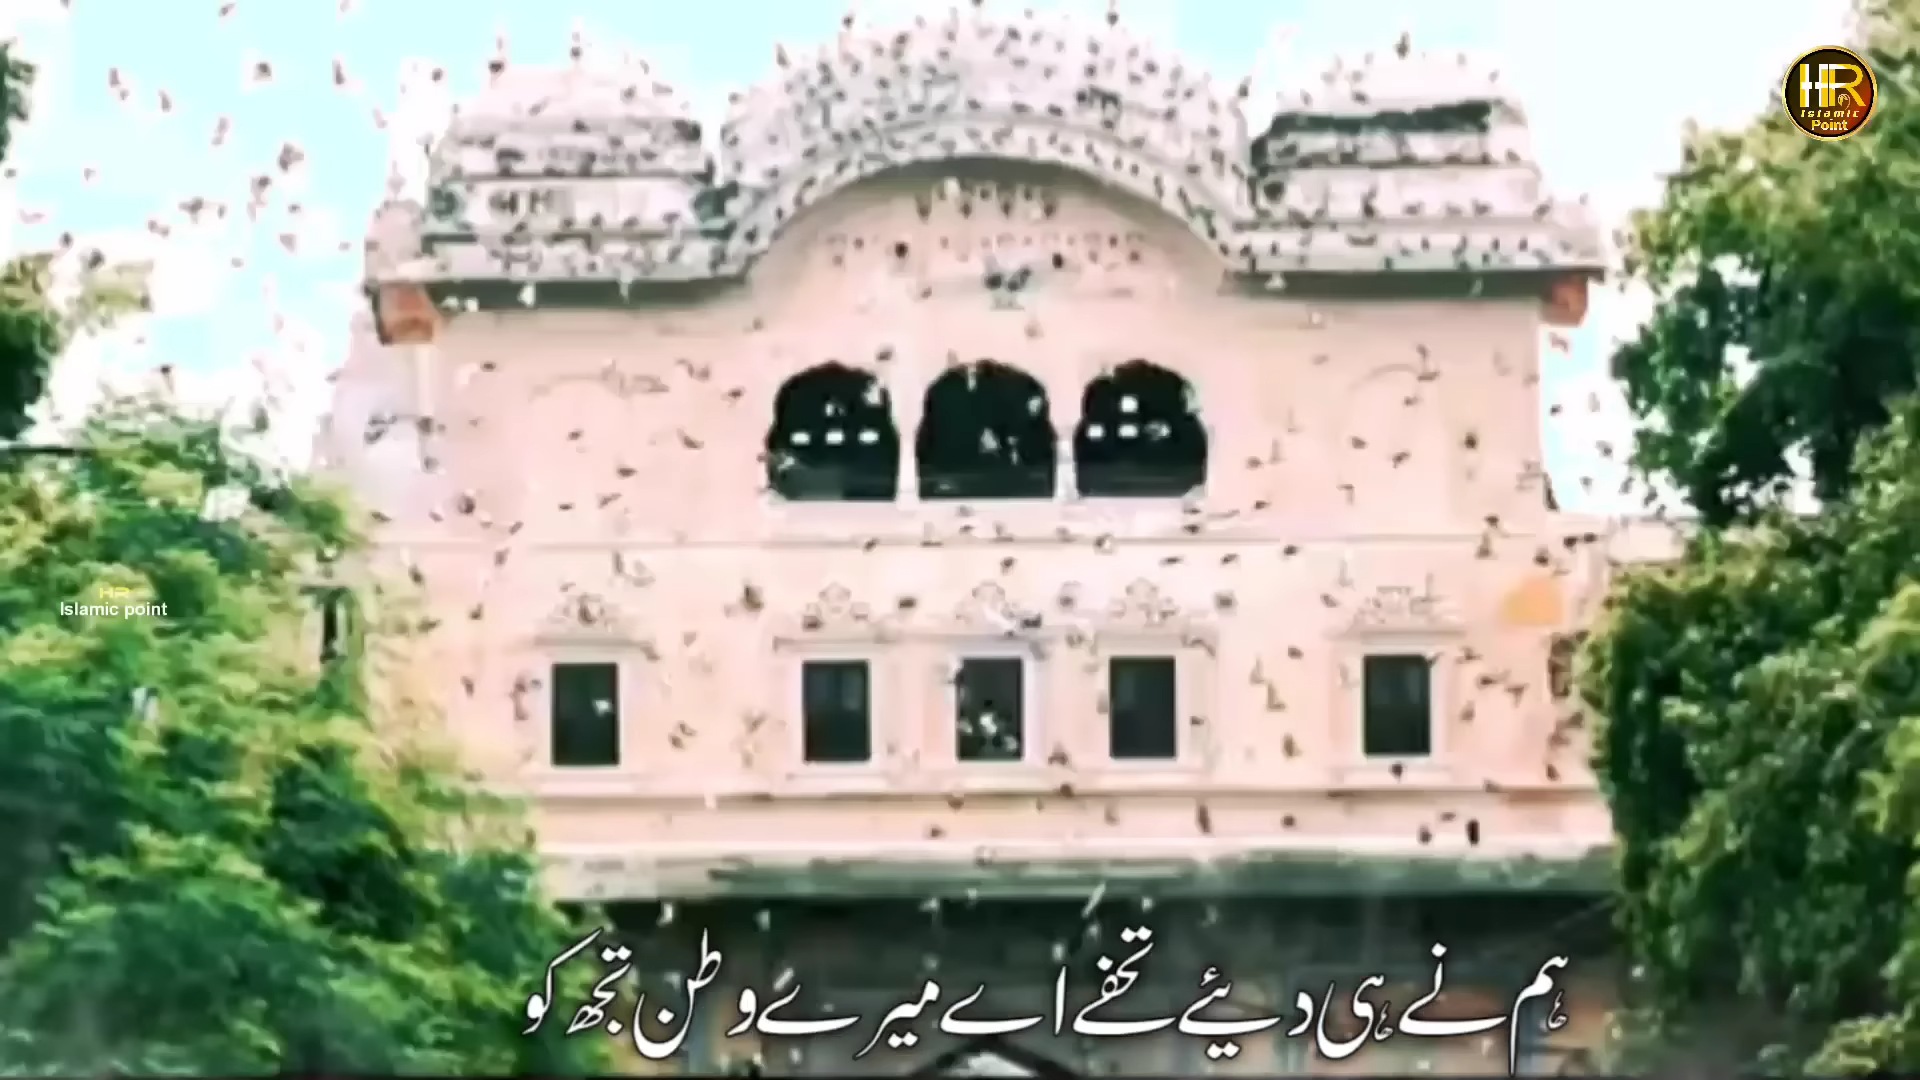 HR
Islamic
Point
HR
Islamic point
ہم نے ہی دیئے تحفے اے میرے وطن تجھ کو